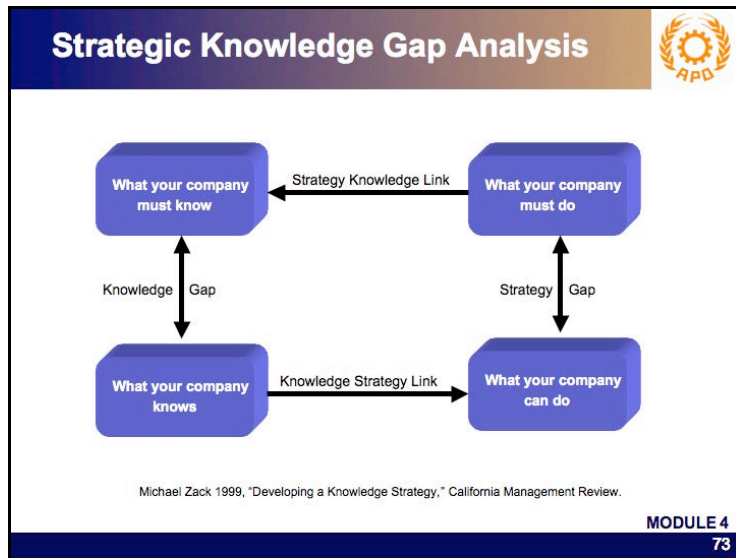 Strategic Knowledge Gap Analysis
APO
What your company
must know
Strategy Knowledge Link
What your company
must do
Knowledge Gap
Strategy Gap
What your company
knows
Knowledge Strategy Link
What your company
can do
Michael Zack 1999, “Developing a Knowledge Strategy,” California Management Review.
MODULE 4
73